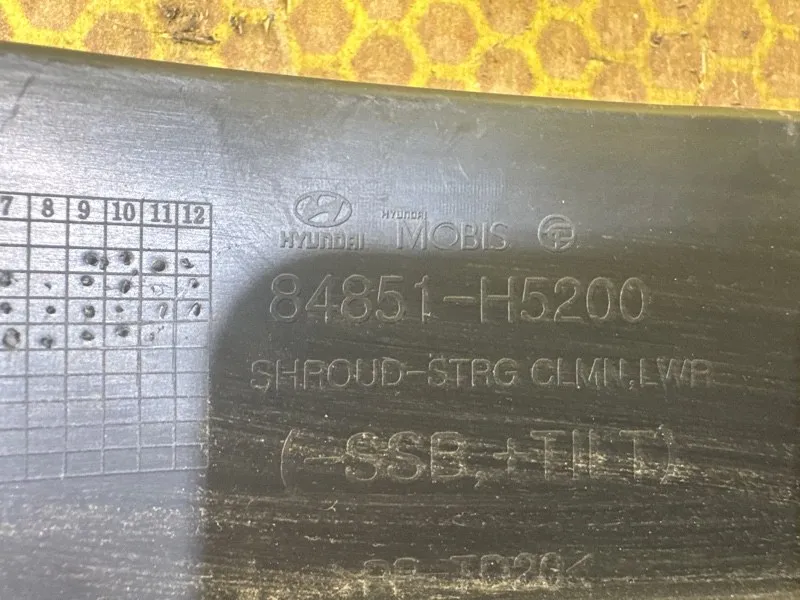 7 8 9 10 11 12
HYUNDAI
HYUNDAI
MOBIS
84851-H5200
SHROUD-STRG CLMN,LWR
(-SSB,+TILT)